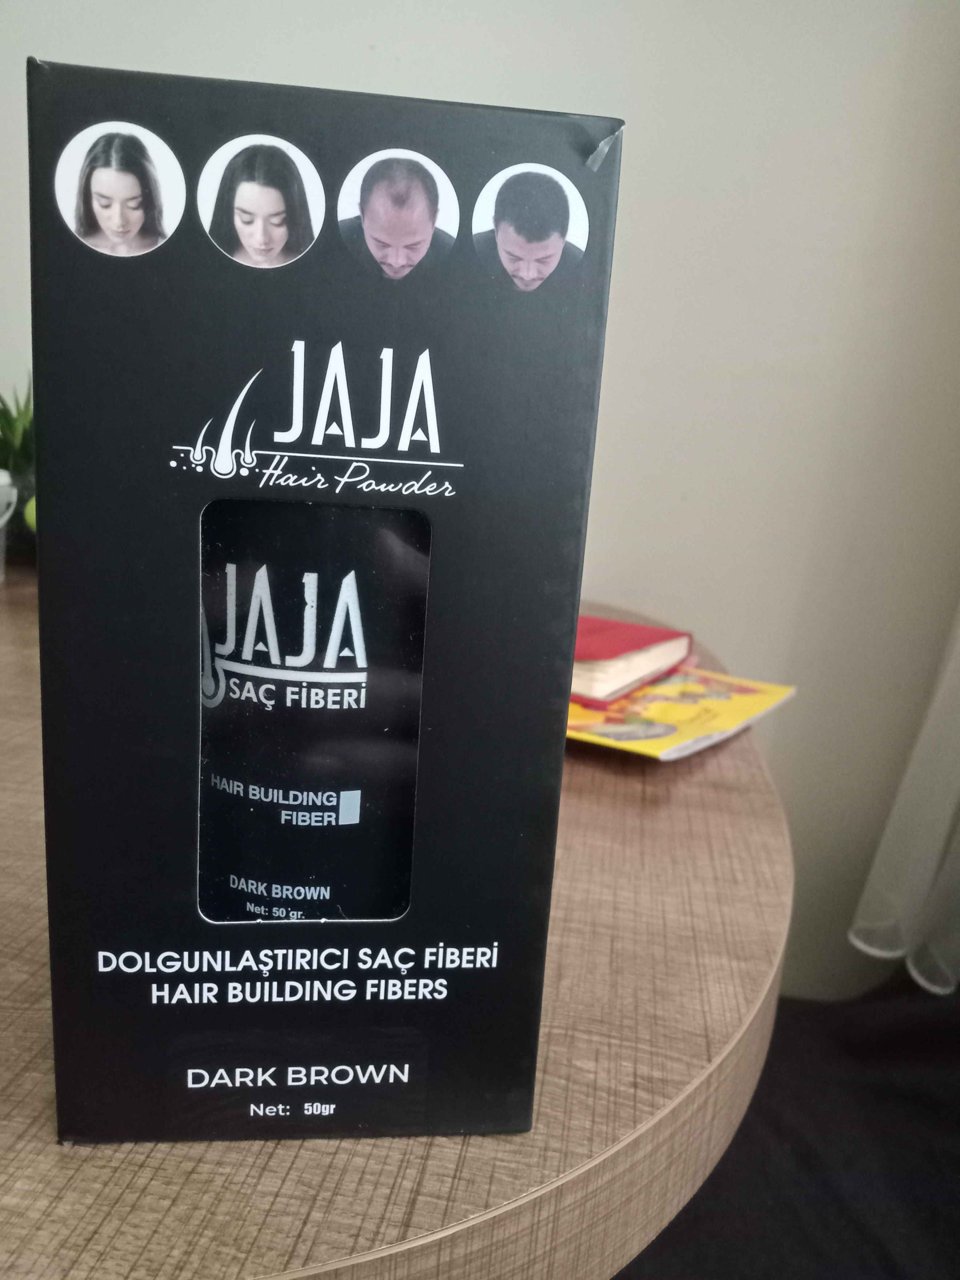 JAJA
Hair Powder
JAJA
SAÇ FİBERİ
HAIR BUILDING
FIBER
DARK BROWN
Net: 50 gr.
DOLGUNLAŞTIRICI SAÇ FİBERİ
HAIR BUILDING FIBERS
DARK BROWN
Net: 50gr